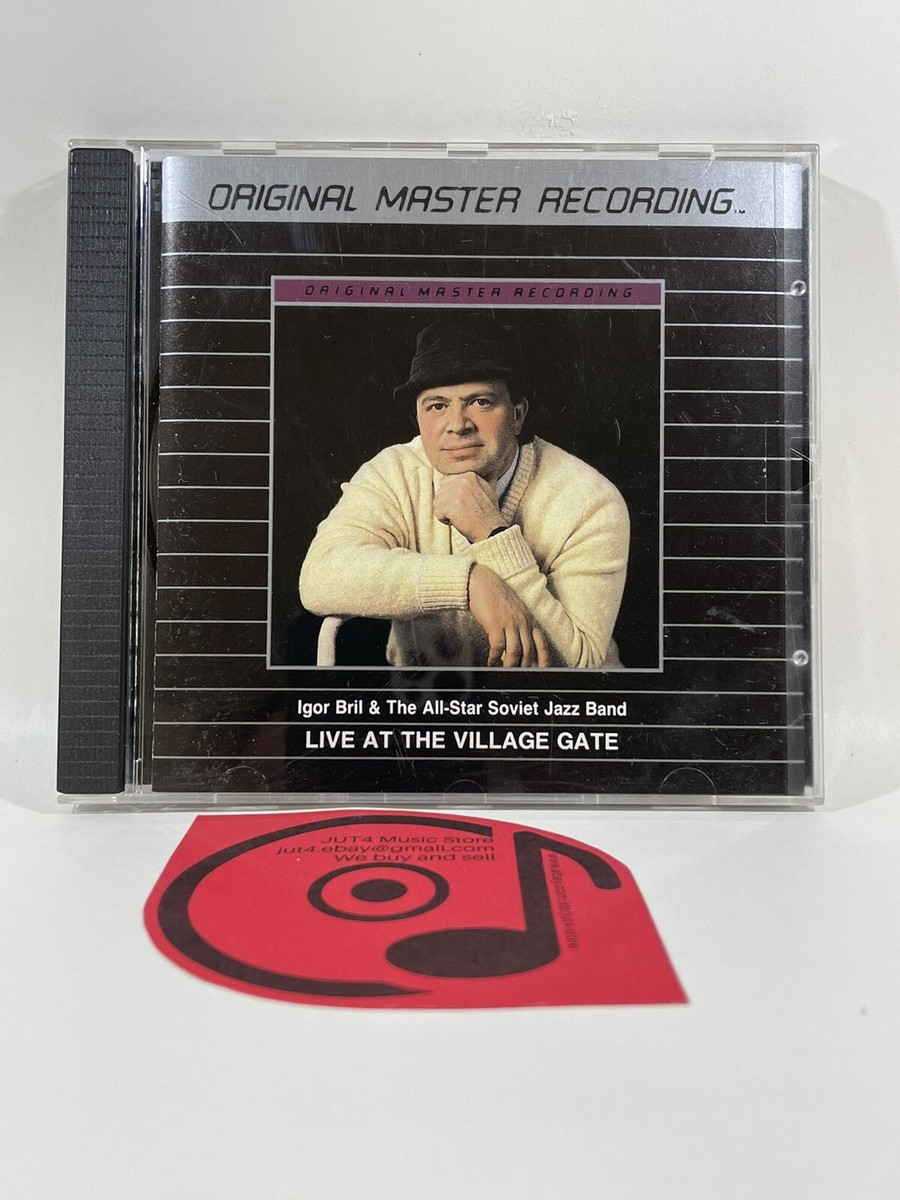 ORIGINAL MASTER RECORDING™
ORIGINAL MASTER RECORDING
Igor Bril & The All-Star Soviet Jazz Band
LIVE AT THE VILLAGE GATE
JUT4 Music Store
jut4.ebay@gmail.com
We buy and sell